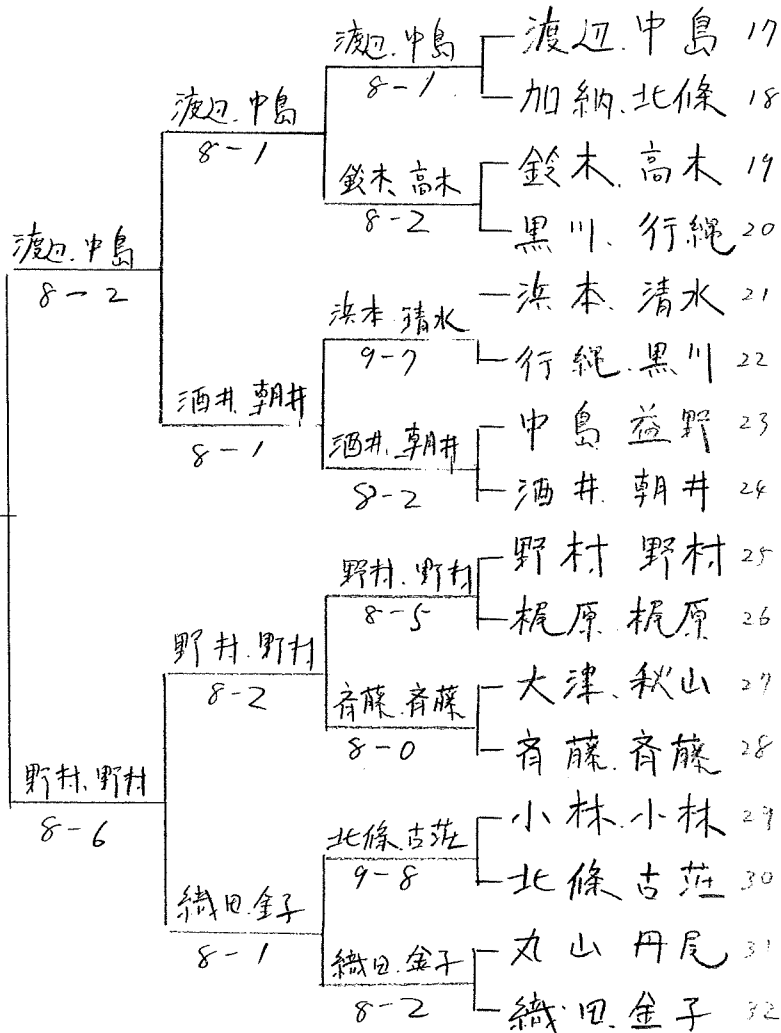 渡辺.中島 17
加納.北條 18
鈴木.高木 19
黒川.行縄 20
浜本.清水 21
行縄.黒川 22
中島 益野 23
酒井.朝井 24
野村 野村 25
梶原.梶原 26
大津.秋山 27
斉藤.斉藤 28
小林.小林 29
北條 古荘 30
丸山 丹尾 31
織田.金子 32
渡辺.中島
8-1
鈴木.高木
8-2
浜本.清水
9-7
酒井.朝井
8-2
野村.野村
8-5
斉藤.斉藤
8-0
北條.古荘
9-8
織田.金子
8-2
渡辺.中島
8-1
酒井.朝井
8-1
野村.野村
8-2
織田.金子
8-1
渡辺.中島
8-2
野村.野村
8-6